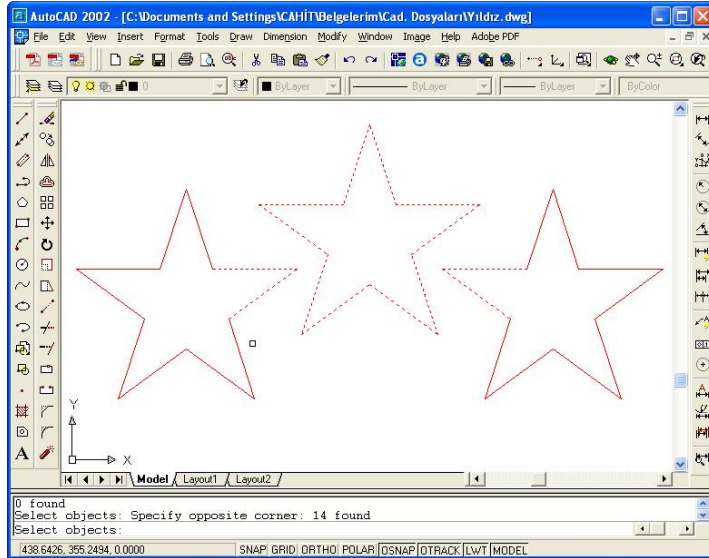 AutoCAD 2002 - [C:\Documents and Settings\CAHİT\Belgelerim\Cad. Dosyaları\Yıldız.dwg]
File Edit View Insert Format Tools Draw Dimension Modify Window Image Help Adobe PDF
0 ByLayer ByLayer ByLayer ByColor
Y
X
A
Model Layout1 Layout2
0 found
Select objects: Specify opposite corner: 14 found
Select objects:
438.6426, 355.2494, 0.0000 SNAP GRID ORTHO POLAR OSNAP OTRACK LWT MODEL